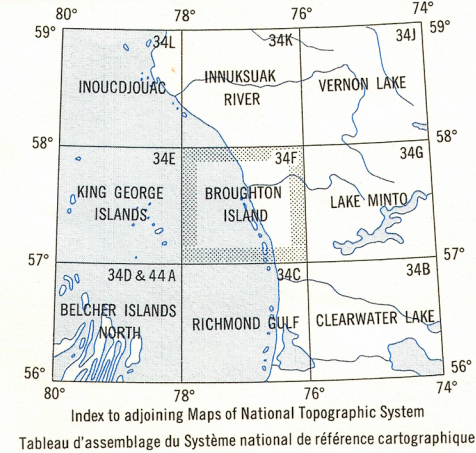 80° 78° 76° 74°
59° 59°
34L 34K 34J
INOUCDJOUAC INNUKSUAK VERNON LAKE
RIVER
58° 58°
34E 34F 34G
KING GEORGE BROUGHTON LAKE MINTO
ISLANDS ISLAND
57° 57°
34D & 44A 34C 34B
BELCHER ISLANDS RICHMOND GULF CLEARWATER LAKE
NORTH
56° 56°
80° 78° 76° 74°
Index to adjoining Maps of National Topographic System
Tableau d'assemblage du Système national de référence cartographique